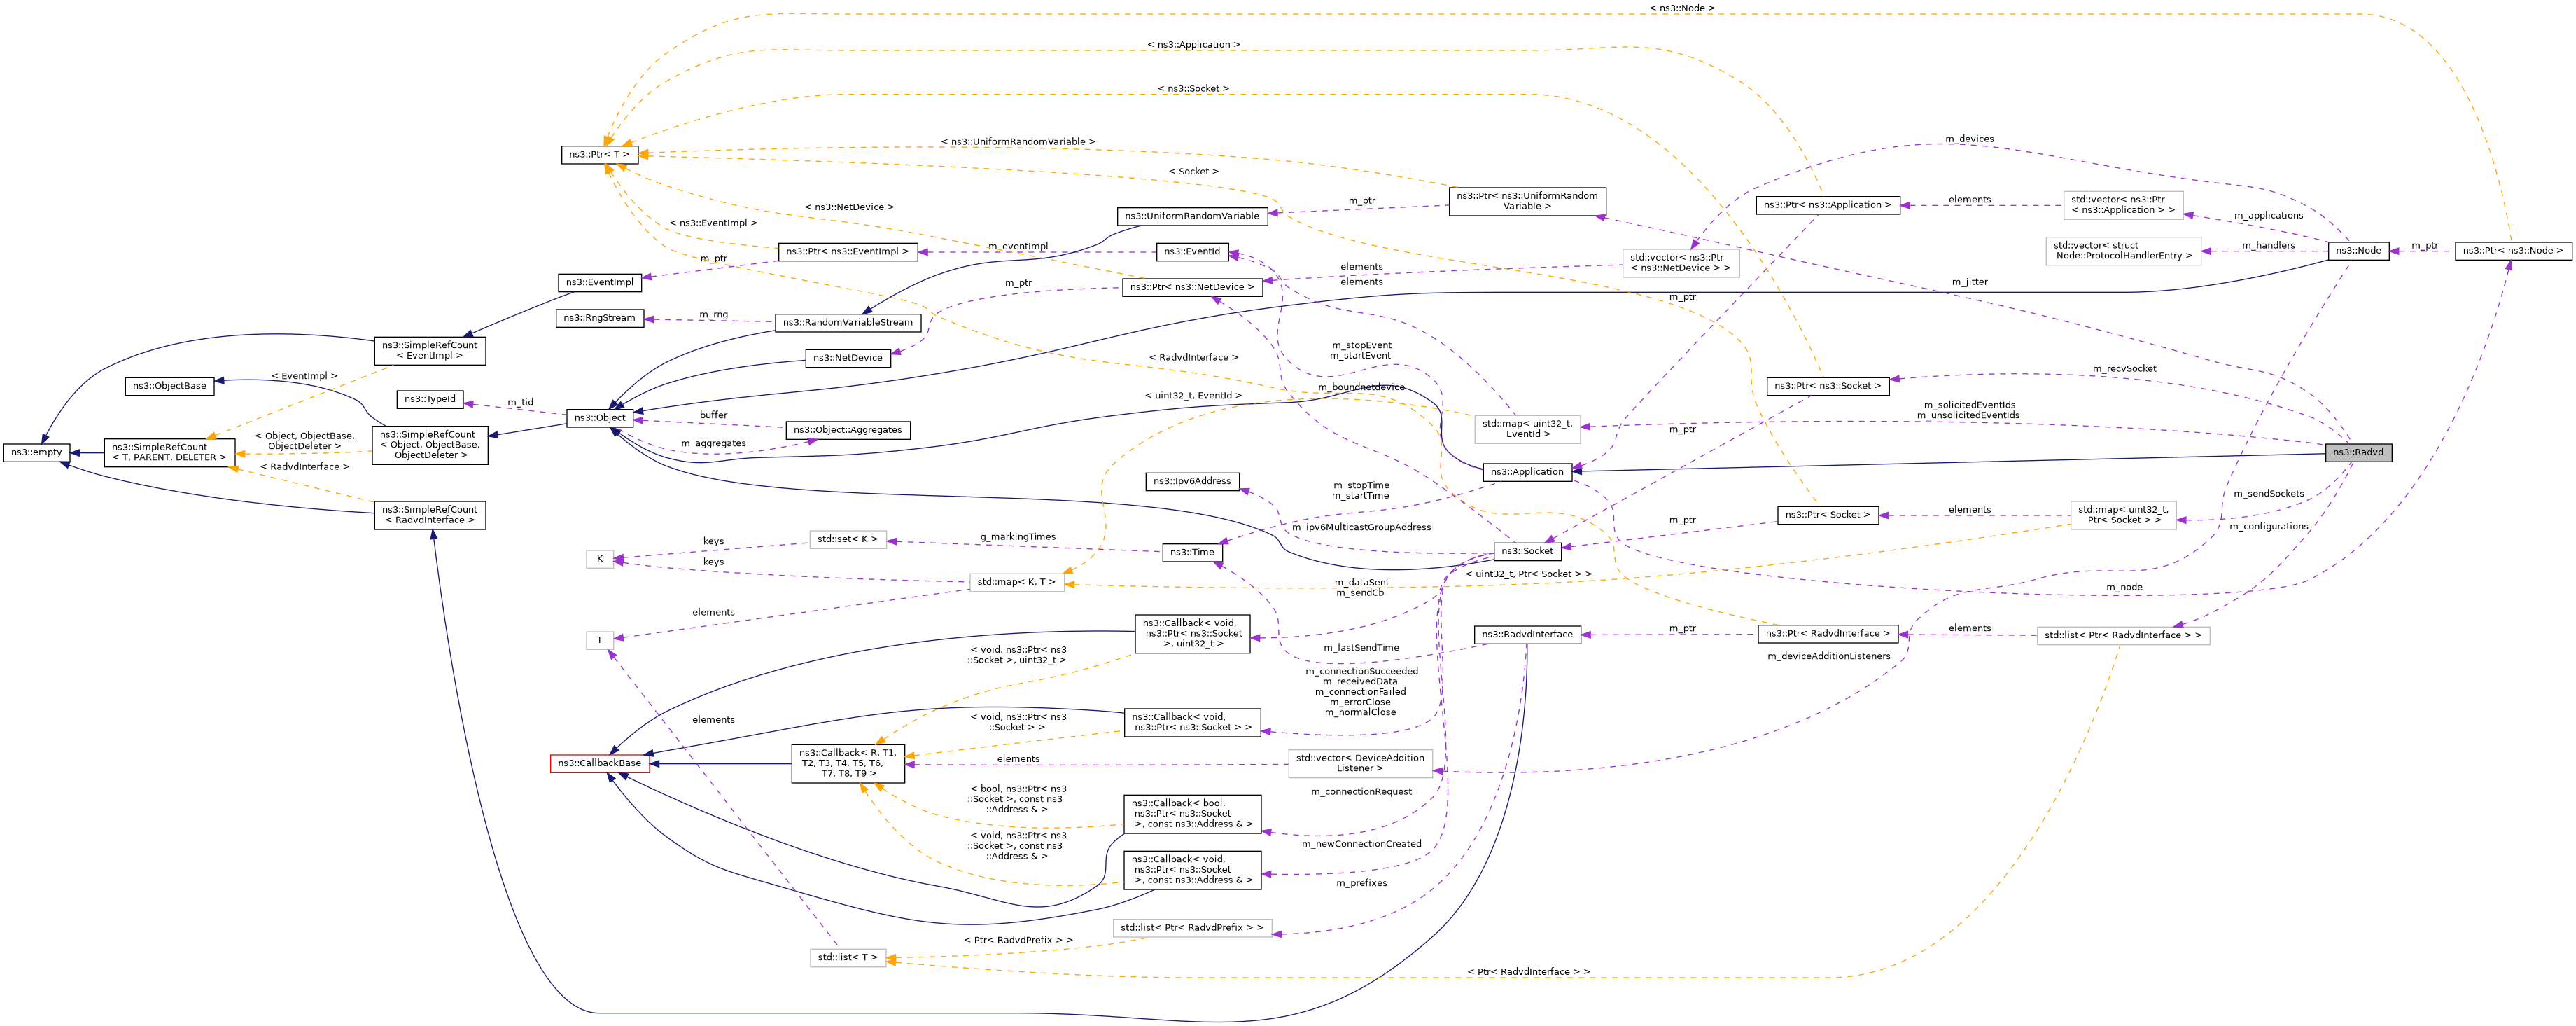 < ns3::Node >
< ns3::Application >
< ns3::Socket >
m_devices
< ns3::UniformRandomVariable >
ns3::Ptr< T >
< Socket >
ns3::Ptr< ns3::UniformRandom
Variable >
m_ptr
ns3::UniformRandomVariable
< ns3::NetDevice >
ns3::Ptr< ns3::Application >
elements
std::vector< ns3::Ptr
< ns3::Application > >
m_applications
< ns3::EventImpl >
ns3::Ptr< ns3::EventImpl >
m_eventImpl
ns3::EventId
std::vector< ns3::Ptr
< ns3::NetDevice > >
std::vector< struct
Node::ProtocolHandlerEntry >
m_handlers
ns3::Node
m_ptr
ns3::Ptr< ns3::Node >
m_ptr
elements
elements
ns3::EventImpl
m_ptr
ns3::Ptr< ns3::NetDevice >
m_jitter
m_ptr
ns3::RngStream
m_rng
ns3::RandomVariableStream
ns3::SimpleRefCount
< EventImpl >
m_stopEvent
m_startEvent
ns3::NetDevice
< RadvdInterface >
ns3::ObjectBase
< EventImpl >
m_recvSocket
ns3::Ptr< ns3::Socket >
m_boundnetdevice
ns3::TypeId
m_tid
ns3::Object
buffer
ns3::Object::Aggregates
m_aggregates
< uint32_t, EventId >
std::map< uint32_t,
EventId >
m_solicitedEventIds
m_unsolicitedEventIds
m_ptr
ns3::empty
ns3::SimpleRefCount
< T, PARENT, DELETER >
< Object, ObjectBase,
ObjectDeleter >
ns3::SimpleRefCount
< Object, ObjectBase,
ObjectDeleter >
< RadvdInterface >
ns3::Radvd
ns3::Application
ns3::Ipv6Address
m_stopTime
m_startTime
m_sendSockets
ns3::SimpleRefCount
< RadvdInterface >
m_ipv6MulticastGroupAddress
m_ptr
ns3::Ptr< Socket >
elements
std::map< uint32_t,
Ptr< Socket > >
m_configurations
K
keys
keys
std::set< K >
g_markingTimes
ns3::Time
ns3::Socket
std::map< K, T >
< uint32_t, Ptr< Socket > >
m_dataSent
m_sendCb
m_node
elements
T
ns3::Callback< void,
ns3::Ptr< ns3::Socket
>, uint32_t >
ns3::RadvdInterface
m_ptr
ns3::Ptr< RadvdInterface >
elements
std::list< Ptr< RadvdInterface > >
m_lastSendTime
m_deviceAdditionListeners
< void, ns3::Ptr< ns3
::Socket >, uint32_t >
m_connectionSucceeded
m_receivedData
m_connectionFailed
m_errorClose
m_normalClose
elements
< void, ns3::Ptr< ns3
::Socket > >
ns3::Callback< void,
ns3::Ptr< ns3::Socket > >
ns3::CallbackBase
ns3::Callback< R, T1,
T2, T3, T4, T5, T6,
T7, T8, T9 >
elements
std::vector< DeviceAddition
Listener >
< bool, ns3::Ptr< ns3
::Socket >, const ns3
::Address & >
m_connectionRequest
ns3::Callback< bool,
ns3::Ptr< ns3::Socket
>, const ns3::Address & >
< void, ns3::Ptr< ns3
::Socket >, const ns3
::Address & >
m_newConnectionCreated
ns3::Callback< void,
ns3::Ptr< ns3::Socket
>, const ns3::Address & >
m_prefixes
std::list< Ptr< RadvdPrefix > >
< Ptr< RadvdPrefix > >
std::list< T >
< Ptr< RadvdInterface > >